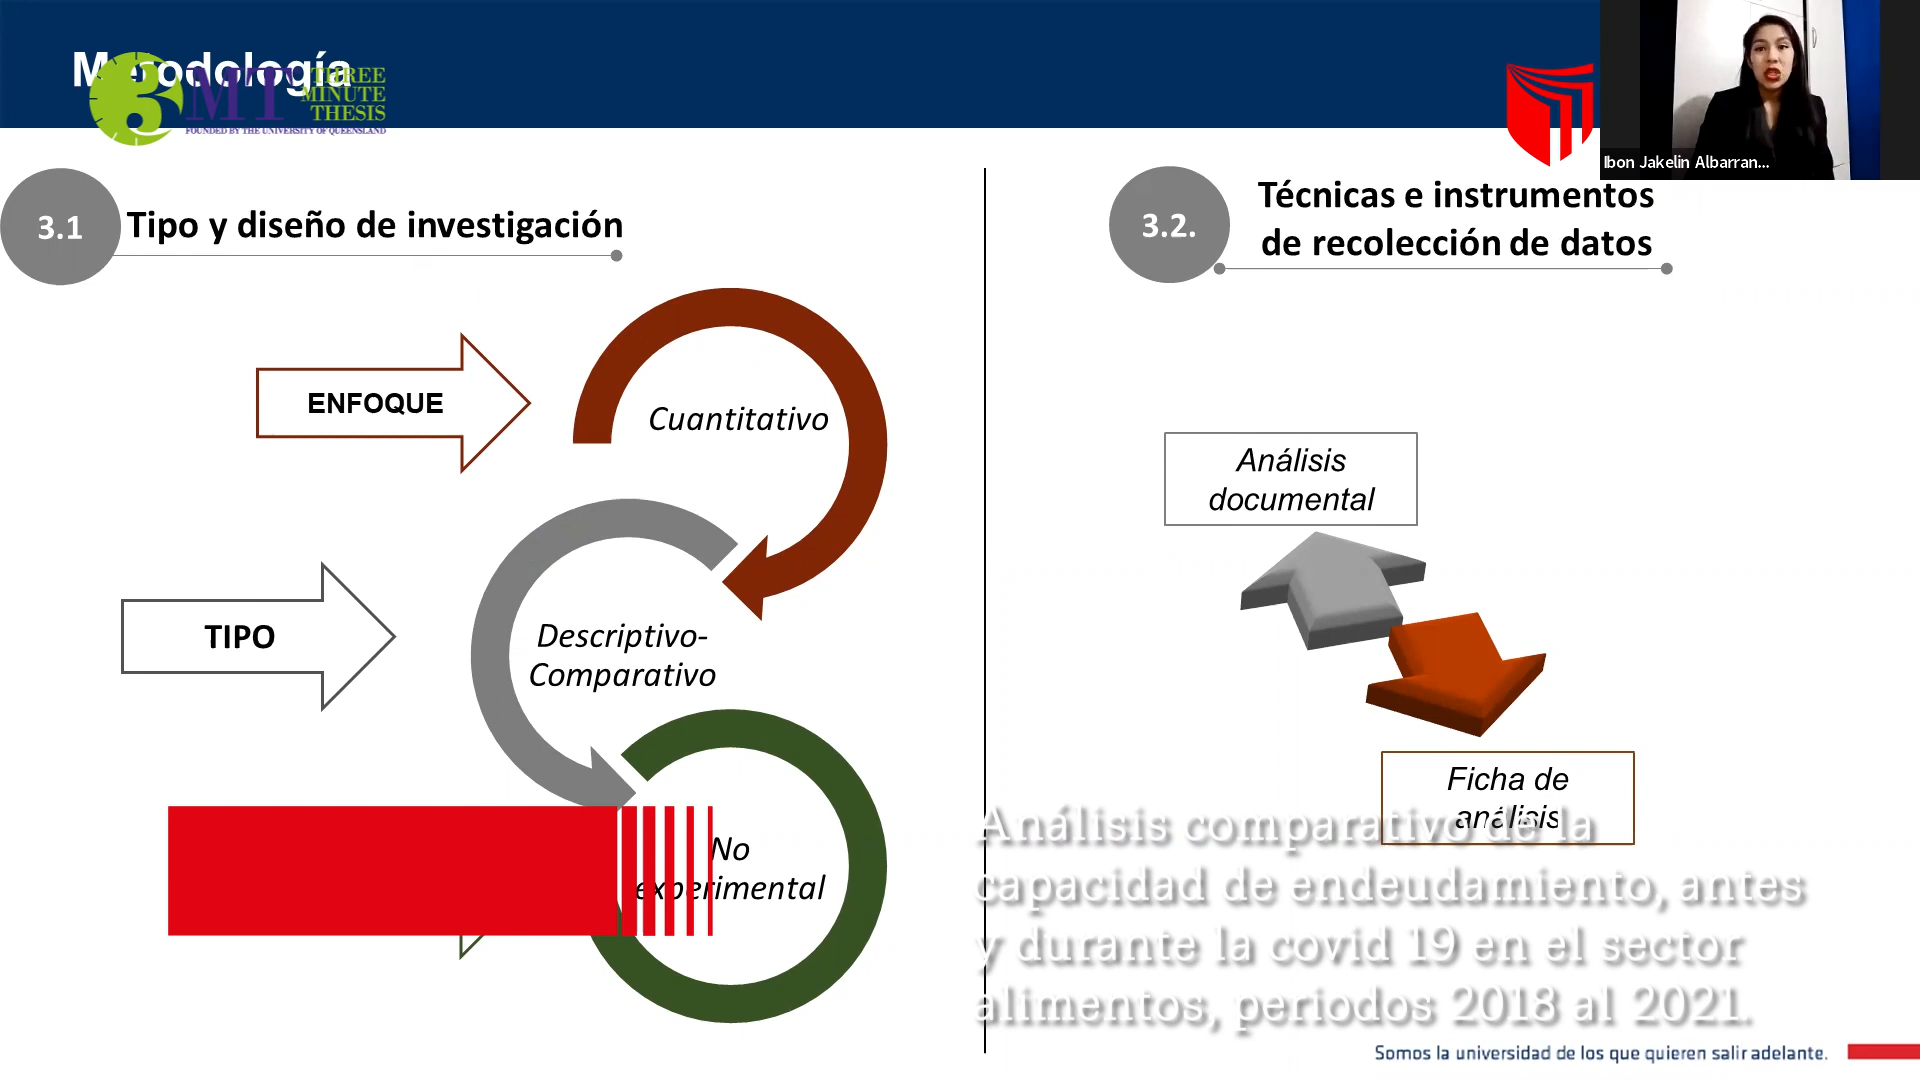 Metodología
3MT THREE
MINUTE
THESIS
FOUNDED BY THE UNIVERSITY OF QUEENSLAND
Ibon Jakelin Albarran...
3.1 Tipo y diseño de investigación
3.2. Técnicas e instrumentos
de recolección de datos
ENFOQUE
Cuantitativo
TIPO
Descriptivo-
Comparativo
No
experimental
Análisis
documental
Ficha de
análisis
Análisis comparativo de la
capacidad de endeudamiento, antes
y durante la covid 19 en el sector
alimentos, periodos 2018 al 2021.
Somos la universidad de los que quieren salir adelante.